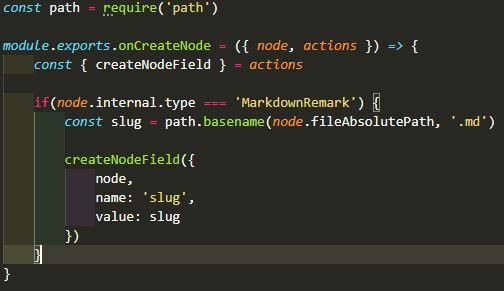 const path = require('path')
module.exports.onCreateNode = ({ node, actions }) => {
const { createNodeField } = actions
if(node.internal.type === 'MarkdownRemark') {
const slug = path.basename(node.fileAbsolutePath, '.md')
createNodeField({
node,
name: 'slug',
value: slug
})
}
}